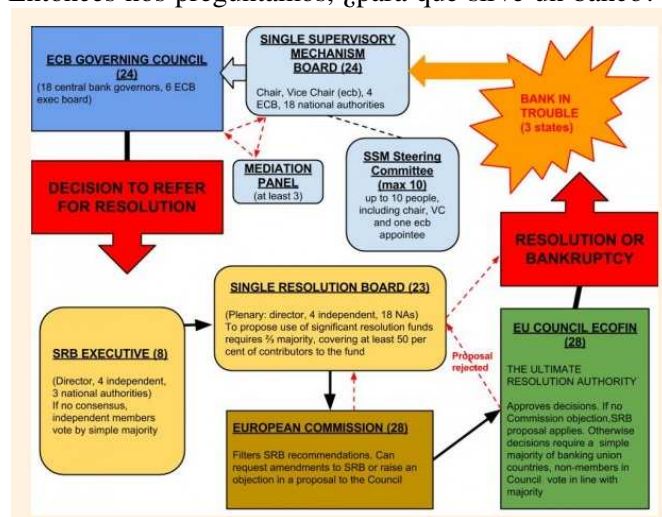 Entonces nos preguntamos, ¿para qué sirve un banco?
ECB GOVERNING COUNCIL
(24)
(18 central bank governors, 6 ECB
exec board)
SINGLE SUPERVISORY
MECHANISM
BOARD (24)
Chair, Vice Chair (ecb), 4
ECB, 18 national authorities
BANK IN
TROUBLE
(3 states)
MEDIATION
PANEL
(at least 3)
SSM Steering
Committee
(max 10)
up to 10 people,
including chair, VC
and one ecb
appointee
DECISION TO REFER
FOR RESOLUTION
RESOLUTION OR
BANKRUPTCY
SINGLE RESOLUTION BOARD (23)
(Plenary: director, 4 independent, 18 NAs)
To propose use of significant resolution funds
requires ⅔ majority, covering at least 50 per
cent of contributors to the fund
SRB EXECUTIVE (8)
(Director, 4 independent,
3 national authorities)
If no consensus,
independent members
vote by simple majority
Proposal
rejected
EU COUNCIL ECOFIN
(28)
THE ULTIMATE
RESOLUTION AUTHORITY
Approves decisions. If no
Commission objection,SRB
proposal applies. Otherwise
decisions require a simple
majority of banking union
countries, non-members in
Council vote in line with
majority
EUROPEAN COMMISSION (28)
Filters SRB recommendations. Can
request amendments to SRB or raise an
objection in a proposal to the Council